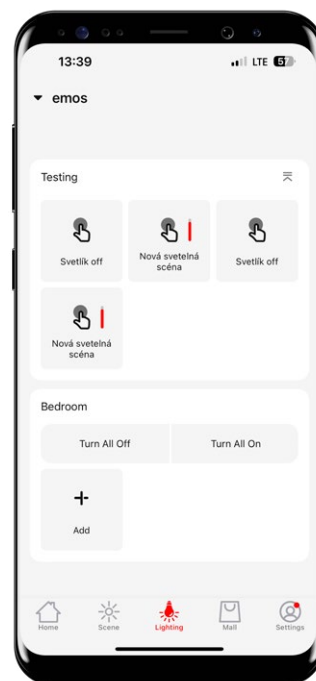 13:39
LTE 57
emos
Testing
Svetlík off
Nová svetelná
scéna
Svetlík off
Nová svetelná
scéna
Bedroom
Turn All Off
Turn All On
Add
Home
Scene
Lighting
Mall
Settings